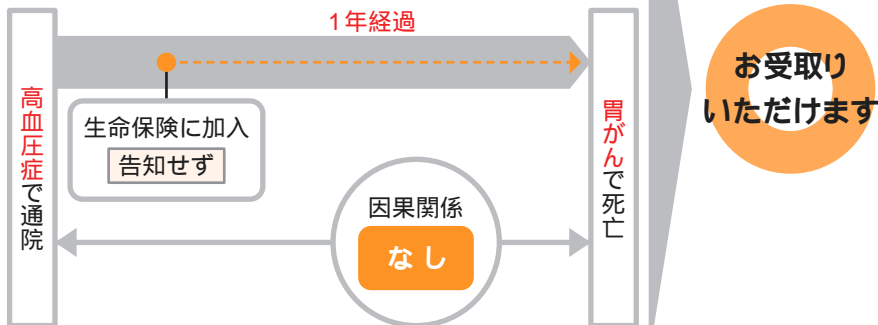 1年経過
高血圧症で通院
生命保険に加入
告知せず
因果関係
なし
胃がんで死亡
お受取り
いただけます